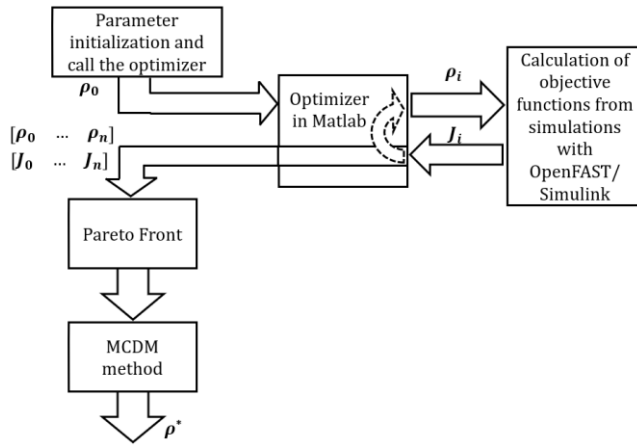 Parameter
initialization and
call the optimizer
ρ₀
Optimizer
in Matlab
ρᵢ
Jᵢ
Calculation of
objective
functions from
simulations
with
OpenFAST/
Simulink
[ρ₀ ... ρₙ]
[J₀ ... Jₙ]
Pareto Front
MCDM
method
ρ*